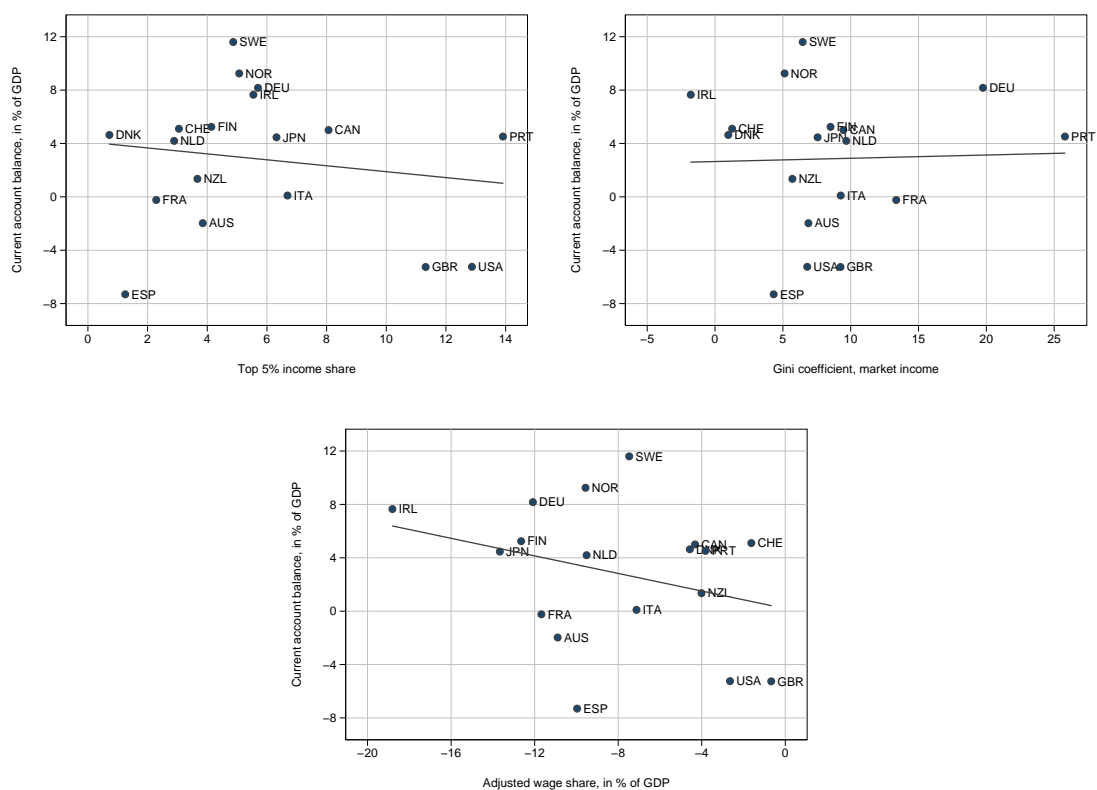 12
8
4
0
−4
−8
Current account balance, in % of GDP
SWE
NOR
DEU
IRL
DNK
CHE
FIN
NLD
JPN
CAN
PRT
NZL
FRA
ITA
AUS
GBR
USA
ESP
0 2 4 6 8 10 12 14
Top 5% income share
12
8
4
0
−4
−8
Current account balance, in % of GDP
SWE
NOR
DEU
IRL
CHE
DNK
FIN
CAN
JPN
NLD
PRT
NZL
ITA
FRA
AUS
USA
GBR
ESP
−5 0 5 10 15 20 25
Gini coefficient, market income
12
8
4
0
−4
−8
Current account balance, in % of GDP
SWE
NOR
DEU
IRL
FIN
JPN
NLD
CAN
DNK
PRT
CHE
NZL
FRA
ITA
AUS
USA
GBR
ESP
−20 −16 −12 −8 −4 0
Adjusted wage share, in % of GDP